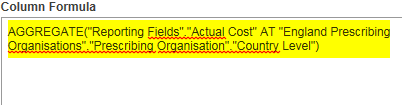 Column Formula
AGGREGATE("Reporting Fields"."Actual Cost" AT "England Prescribing
Organisations"."Prescribing Organisation"."Country Level")